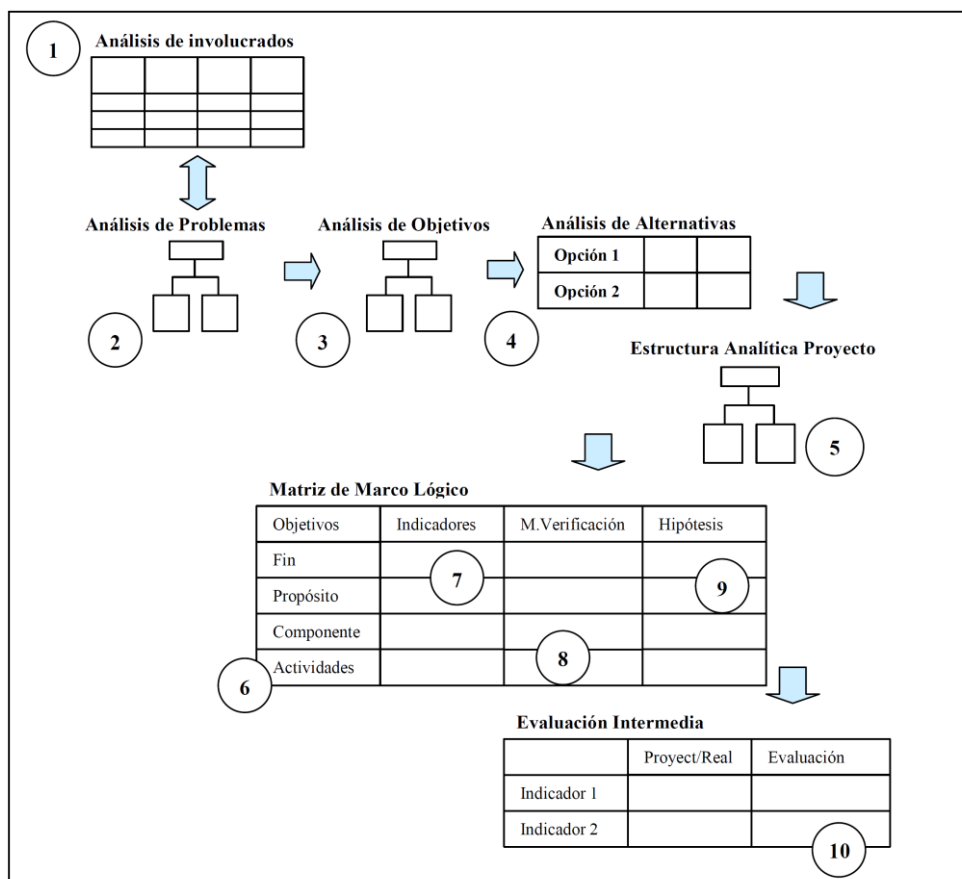 1
Análisis de involucrados
Análisis de Problemas
Análisis de Objetivos
Análisis de Alternativas
Opción 1
Opción 2
2
3
4
Estructura Analítica Proyecto
5
Matriz de Marco Lógico
Objetivos Indicadores M.Verificación Hipótesis
Fin
7
9
Propósito
Componente
8
Actividades
6
Evaluación Intermedia
Proyect/Real Evaluación
Indicador 1
Indicador 2
10